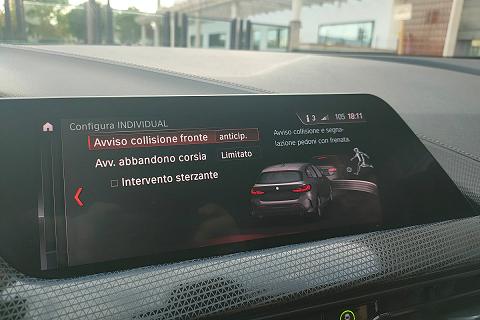 Configura INDIVIDUAL
3 105 18:11
Avviso collisione fronte anticip.
Avv. abbandono corsia Limitato
Intervento sterzante
Avviso collisione e segna-
lazione pedoni con frenata.